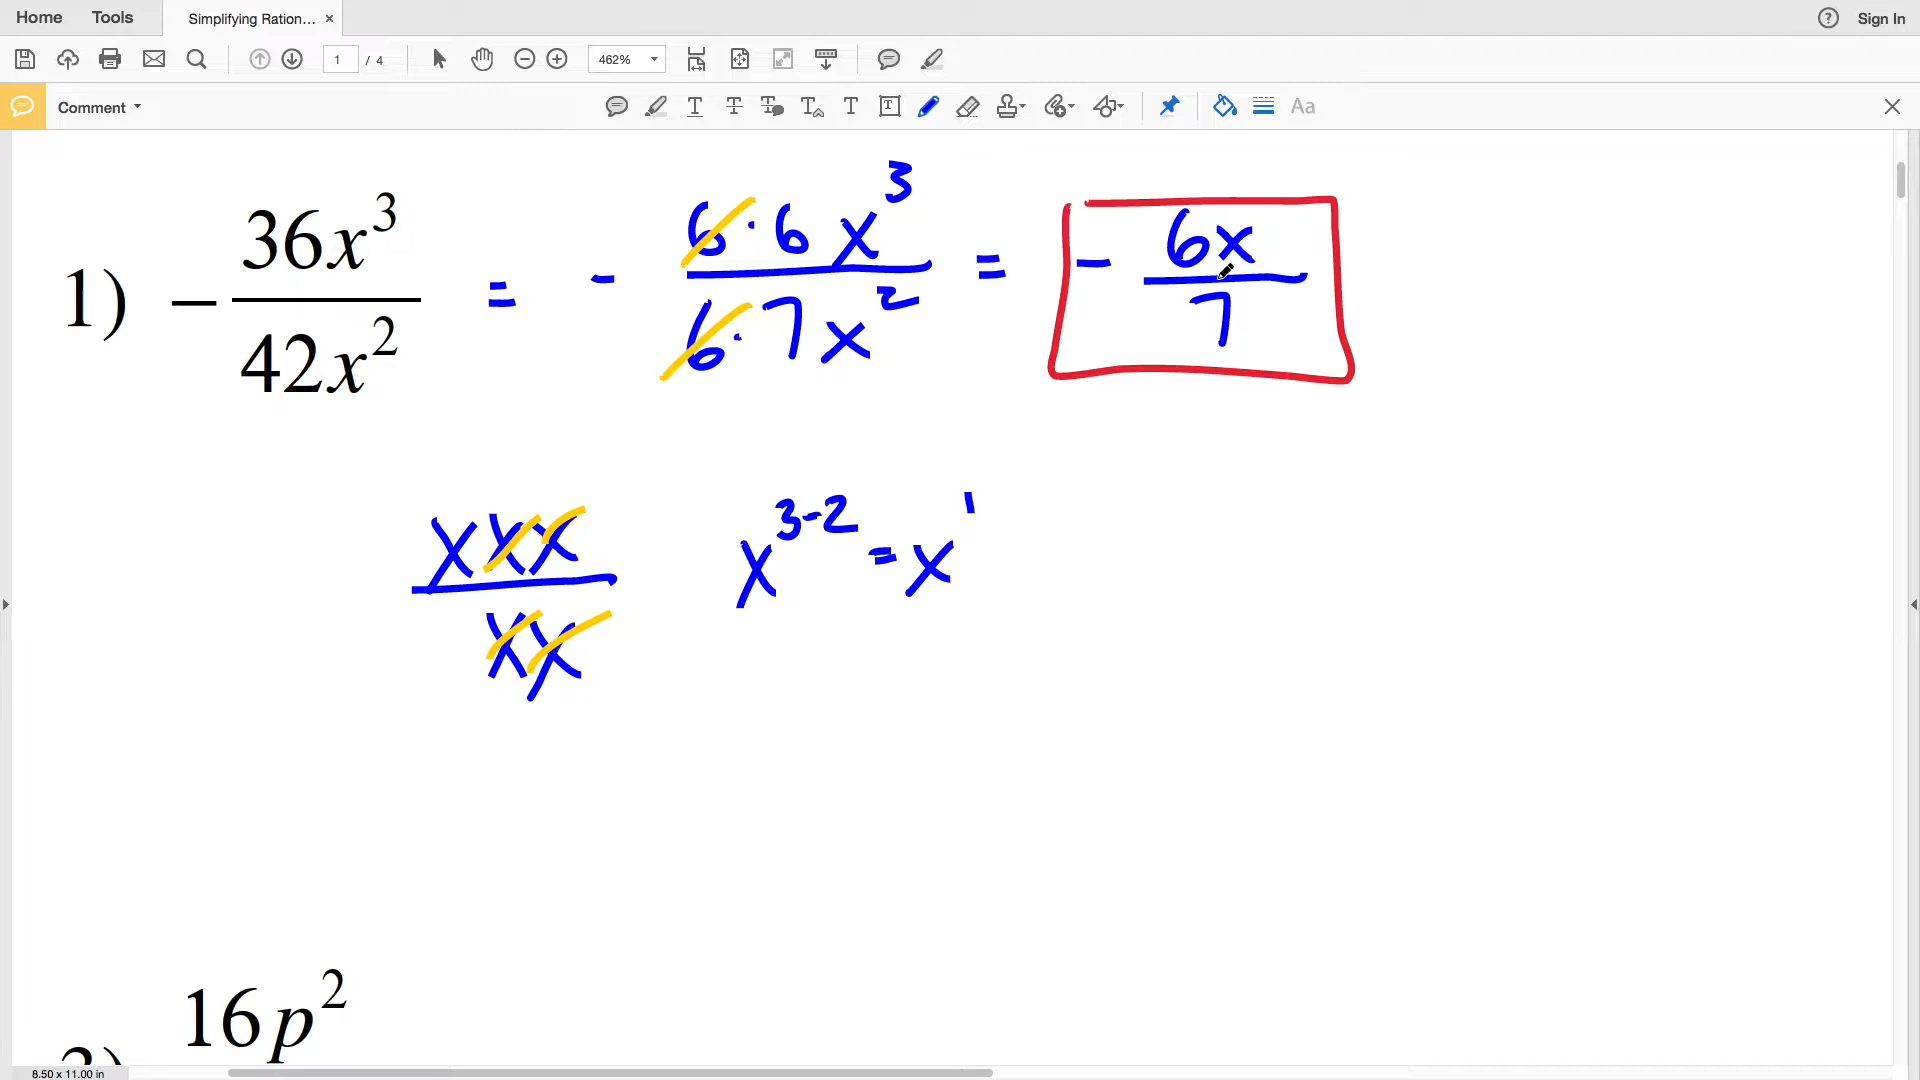 Home Tools Simplifying Ration... × ? Sign In
1 / 4 462%
Comment T T T T T T Aa
1) − 36x³ / 42x² = - 6·6x³ / 6·7x² = - 6x / 7
xxx / xx x³⁻² = x¹
16p²
8.50 x 11.00 in